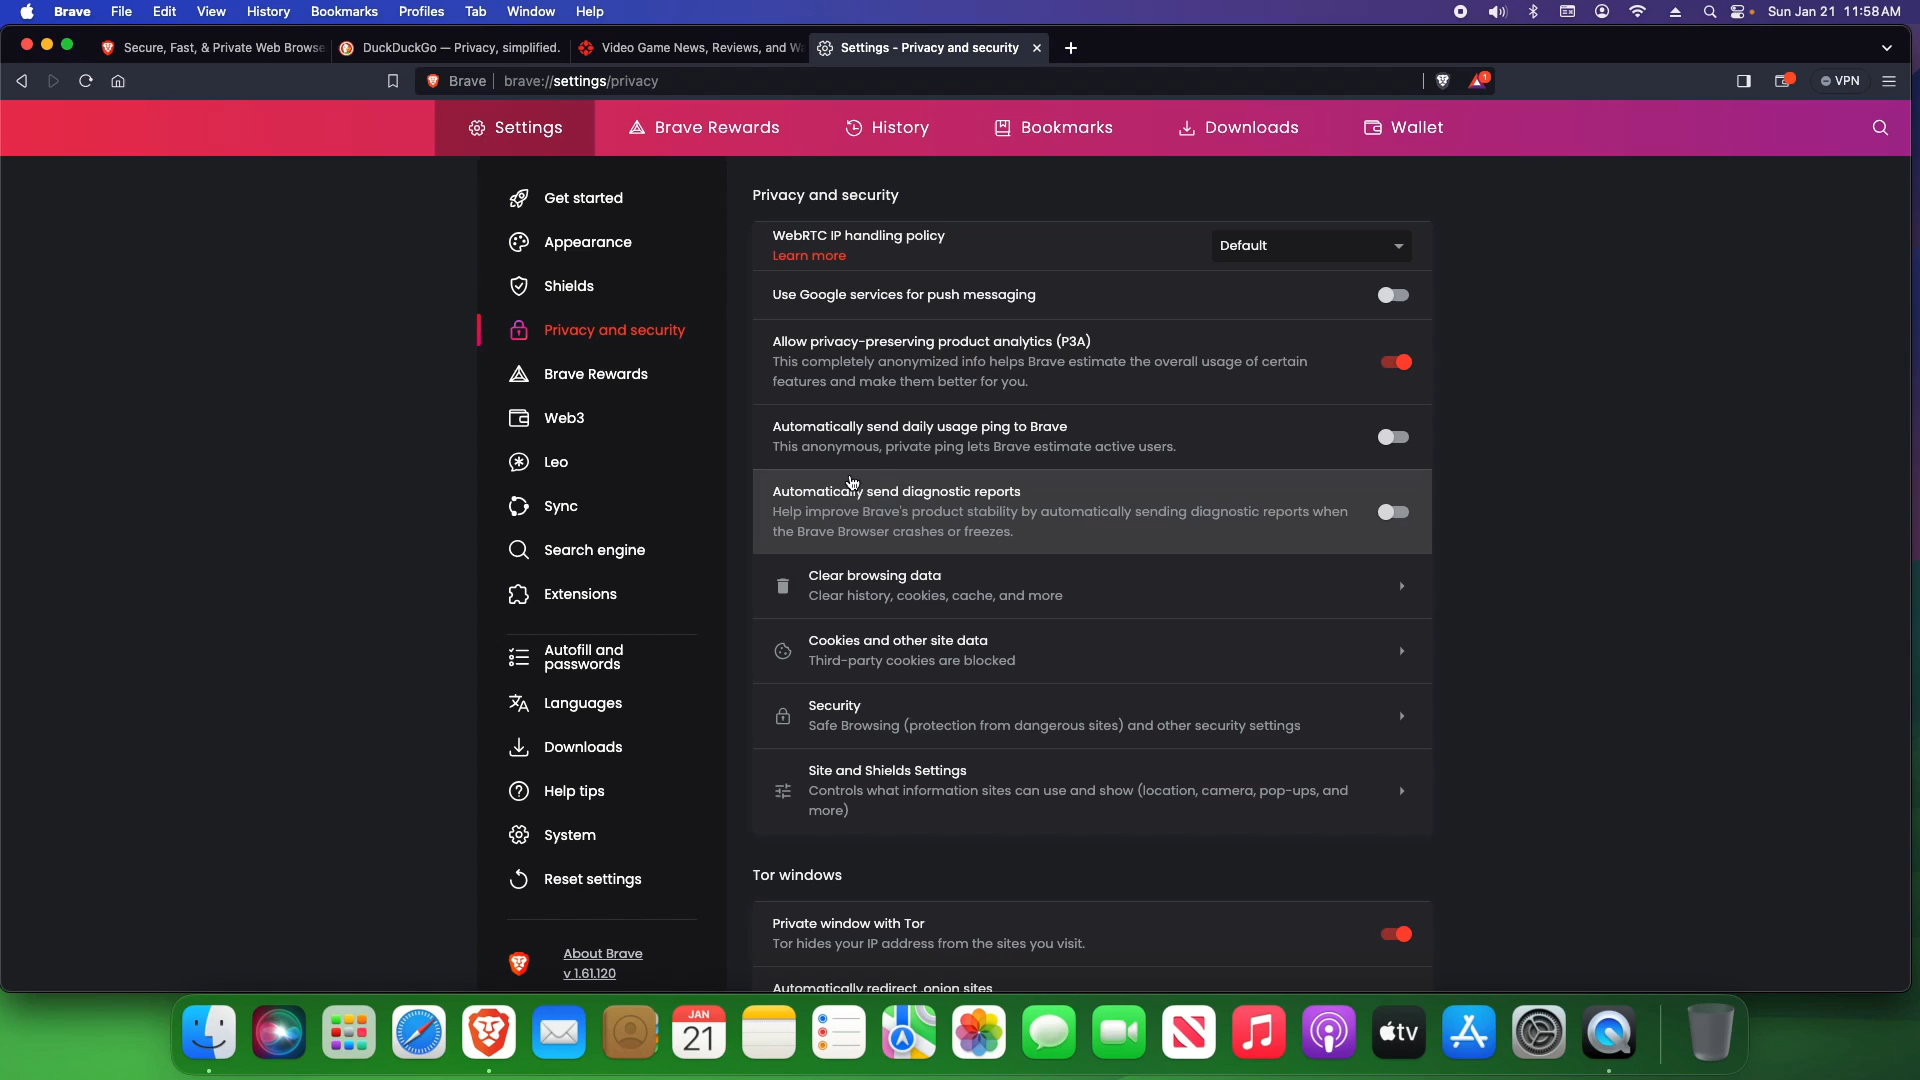 Brave File Edit View History Bookmarks Profiles Tab Window Help Sun Jan 21 11:58 AM
Secure, Fast, & Private Web Browse DuckDuckGo — Privacy, simplified. Video Game News, Reviews, and W Settings - Privacy and security
Brave brave://settings/privacy 1 VPN
Settings Brave Rewards History Bookmarks Downloads Wallet
Get started
Appearance
Shields
Privacy and security
Brave Rewards
Web3
Leo
Sync
Search engine
Extensions
Autofill and
passwords
Languages
Downloads
Help tips
System
Reset settings
About Brave
v 1.61.120
Privacy and security
WebRTC IP handling policy
Learn more
Default
Use Google services for push messaging
Allow privacy-preserving product analytics (P3A)
This completely anonymized info helps Brave estimate the overall usage of certain
features and make them better for you.
Automatically send daily usage ping to Brave
This anonymous, private ping lets Brave estimate active users.
Automatically send diagnostic reports
Help improve Brave's product stability by automatically sending diagnostic reports when
the Brave Browser crashes or freezes.
Clear browsing data
Clear history, cookies, cache, and more
Cookies and other site data
Third-party cookies are blocked
Security
Safe Browsing (protection from dangerous sites) and other security settings
Site and Shields Settings
Controls what information sites can use and show (location, camera, pop-ups, and
more)
Tor windows
Private window with Tor
Tor hides your IP address from the sites you visit.
Automatically redirect .onion sites
JAN
21
tv